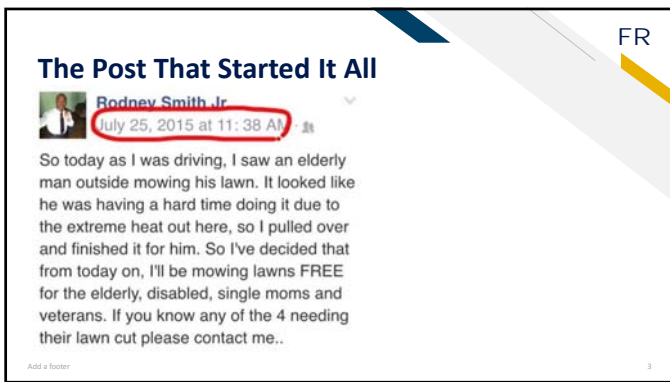 FR
The Post That Started It All
Rodney Smith Jr
July 25, 2015 at 11:38 AM
So today as I was driving, I saw an elderly
man outside mowing his lawn. It looked like
he was having a hard time doing it due to
the extreme heat out here, so I pulled over
and finished it for him. So I've decided that
from today on, I'll be mowing lawns FREE
for the elderly, disabled, single moms and
veterans. If you know any of the 4 needing
their lawn cut please contact me..
Add a footer
3